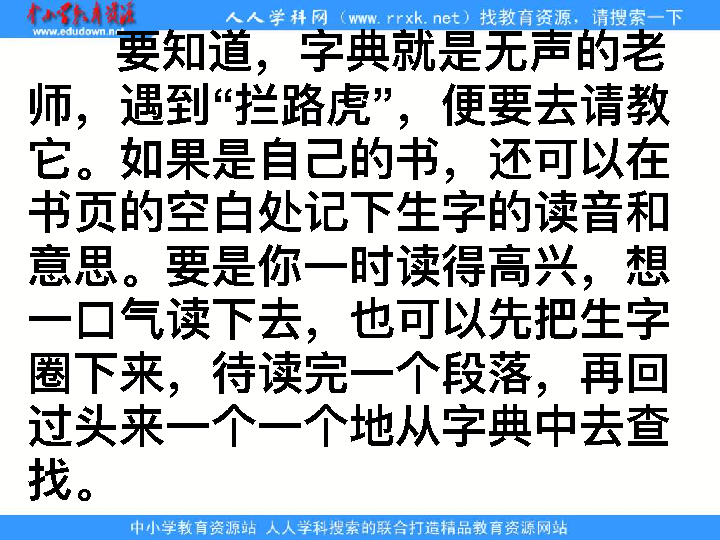 中小学教育资源
www.edudown.net
人人学科网（www.rrxk.net）找教育资源，请搜索一下
要知道，字典就是无声的老
师，遇到“拦路虎”，便要去请教
它。如果是自己的书，还可以在
书页的空白处记下生字的读音和
意思。要是你一时读得高兴，想
一口气读下去，也可以先把生字
圈下来，待读完一个段落，再回
过头来一个一个地从字典中去查
找。
中小学教育资源站 人人学科搜索的联合打造精品教育资源网站